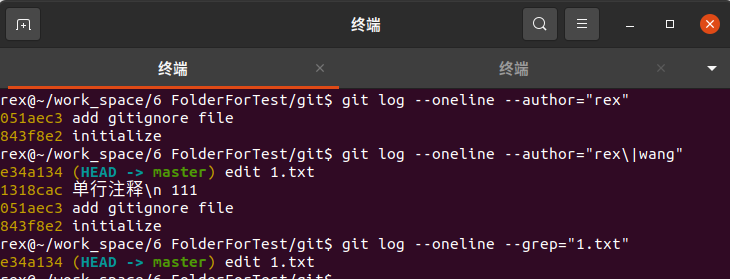 终端
终端 终端
rex@~/work_space/6 FolderForTest/git$ git log --oneline --author="rex"
051aec3 add gitignore file
843f8e2 initialize
rex@~/work_space/6 FolderForTest/git$ git log --oneline --author="rex\|wang"
e34a134 (HEAD -> master) edit 1.txt
1318cac 单行注释\n 111
051aec3 add gitignore file
843f8e2 initialize
rex@~/work_space/6 FolderForTest/git$ git log --oneline --grep="1.txt"
e34a134 (HEAD -> master) edit 1.txt
rex@~/work_space/6 FolderForTest/git$